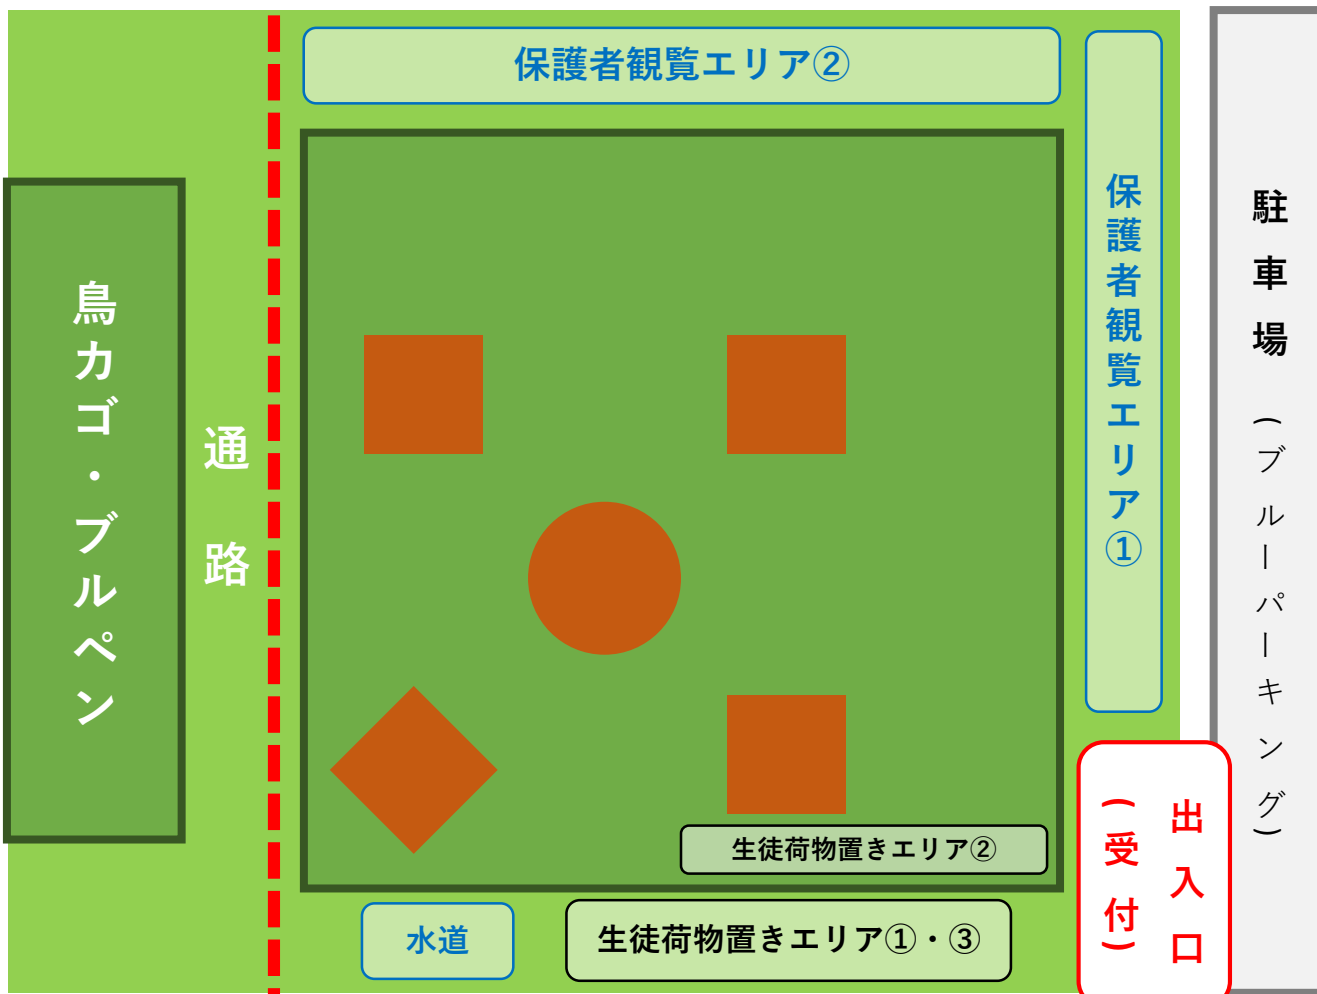 保護者観覧エリア②
保護者観覧エリア①
駐車場（ブルーパーキング）
鳥カゴ・ブルペン
通路
生徒荷物置きエリア②
水道
生徒荷物置きエリア①・③
出入口
（受付）